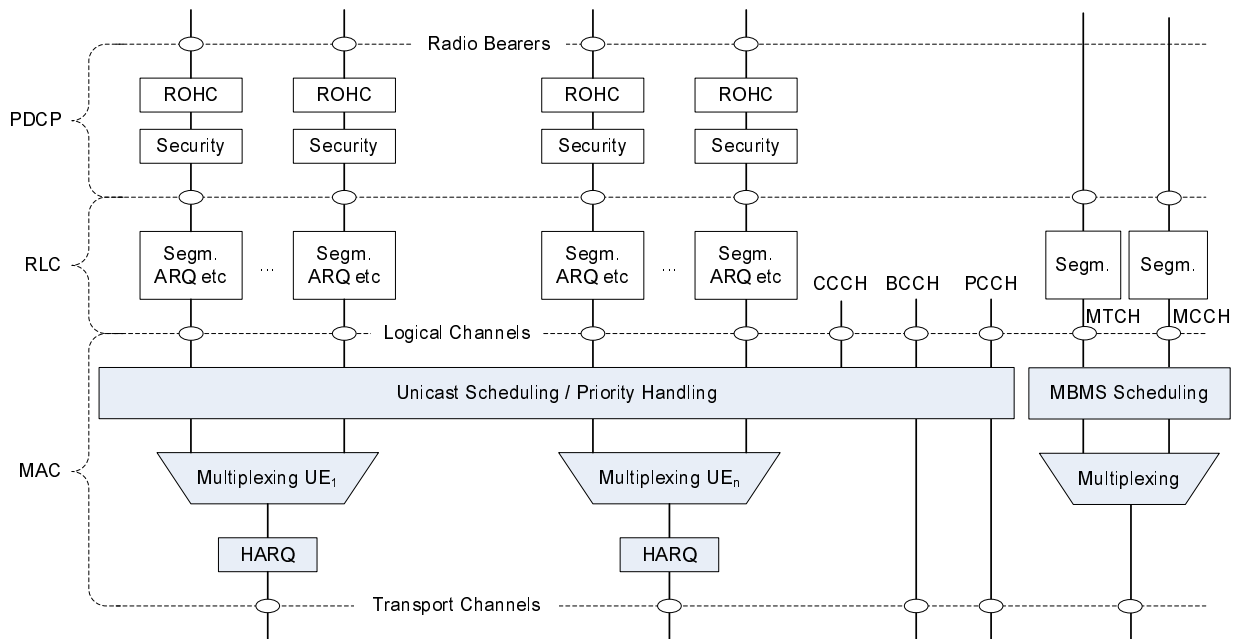 Radio Bearers
ROHC ROHC ROHC ROHC
PDCP
Security Security Security Security
Segm. ARQ etc ... Segm. ARQ etc Segm. ARQ etc ... Segm. ARQ etc Segm. Segm.
RLC
CCCH BCCH PCCH
MTCH MCCH
Logical Channels
Unicast Scheduling / Priority Handling MBMS Scheduling
MAC
Multiplexing UE1 Multiplexing UEn Multiplexing
HARQ HARQ
Transport Channels